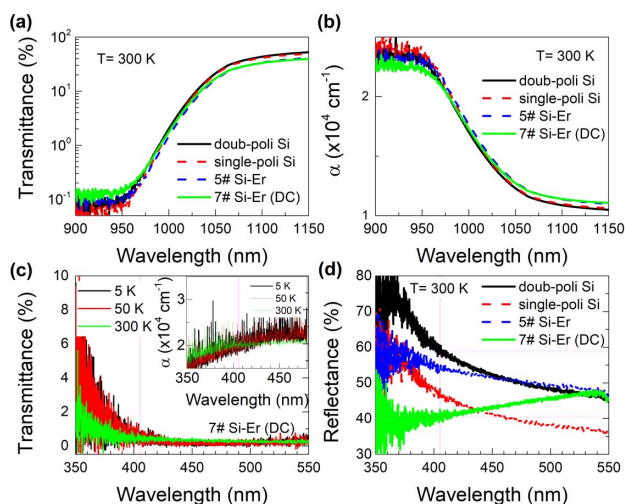 (a)
10²
10¹
10⁰
10⁻¹
Transmittance (%)
T= 300 K
doub-poli Si
single-poli Si
5# Si-Er
7# Si-Er (DC)
900 950 1000 1050 1100 1150
Wavelength (nm)
(b)
2
1
α (x10⁴ cm⁻¹)
T= 300 K
doub-poli Si
single-poli Si
5# Si-Er
7# Si-Er (DC)
900 950 1000 1050 1100 1150
Wavelength (nm)
(c)
10
8
6
4
2
0
Transmittance (%)
5 K
50 K
300 K
α (x10⁴ cm⁻¹)
3
2
5 K
50 K
300 K
350 400 450
Wavelength (nm)
7# Si-Er (DC)
350 400 450 500 550
Wavelength (nm)
(d)
80
70
60
50
40
30
Reflectance (%)
T= 300 K
doub-poli Si
single-poli Si
5# Si-Er
7# Si-Er (DC)
350 400 450 500 550
Wavelength (nm)